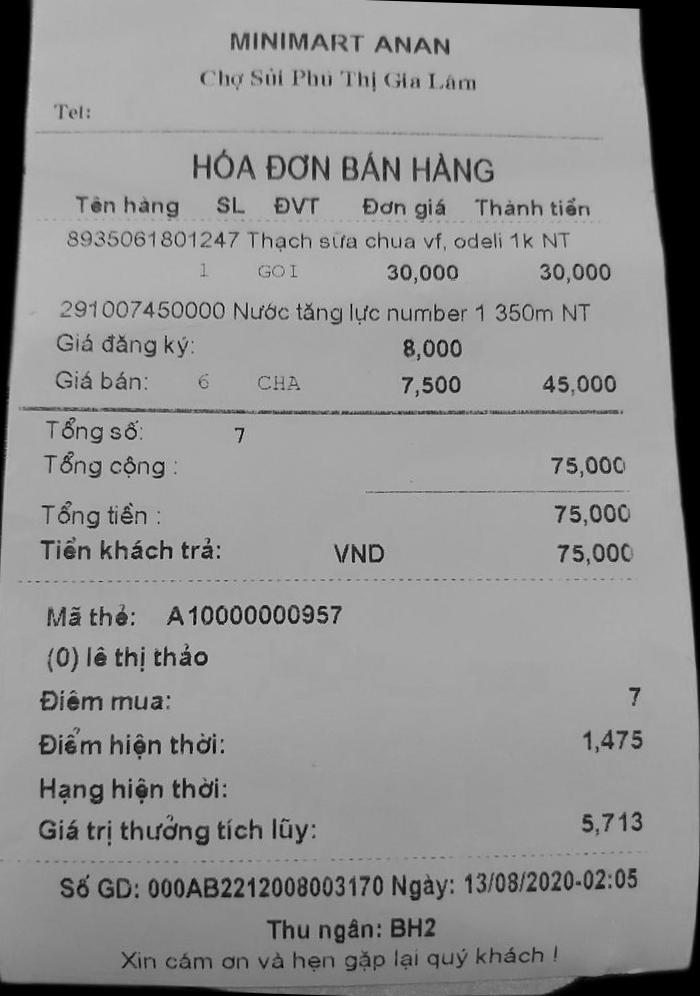 MINIMART ANAN
Chợ Sủi Phú Thị Gia Lâm
Tel:
HÓA ĐƠN BÁN HÀNG
Tên hàng SL ĐVT Đơn giá Thành tiền
8935061801247 Thạch sữa chua vf, odeli 1k NT
1 GOI 30,000 30,000
291007450000 Nước tăng lực number 1 350m NT
Giá đăng ký: 8,000
Giá bán: 6 CHA 7,500 45,000
Tổng số: 7
Tổng cộng : 75,000
Tổng tiền : 75,000
Tiền khách trả: VND 75,000
Mã thẻ: A10000000957
(0) lê thị thảo
Điểm mua: 7
Điểm hiện thời: 1,475
Hạng hiện thời:
Giá trị thưởng tích lũy: 5,713
Số GD: 000AB2212008003170 Ngày: 13/08/2020-02:05
Thu ngân: BH2
Xin cám ơn và hẹn gặp lại quý khách !